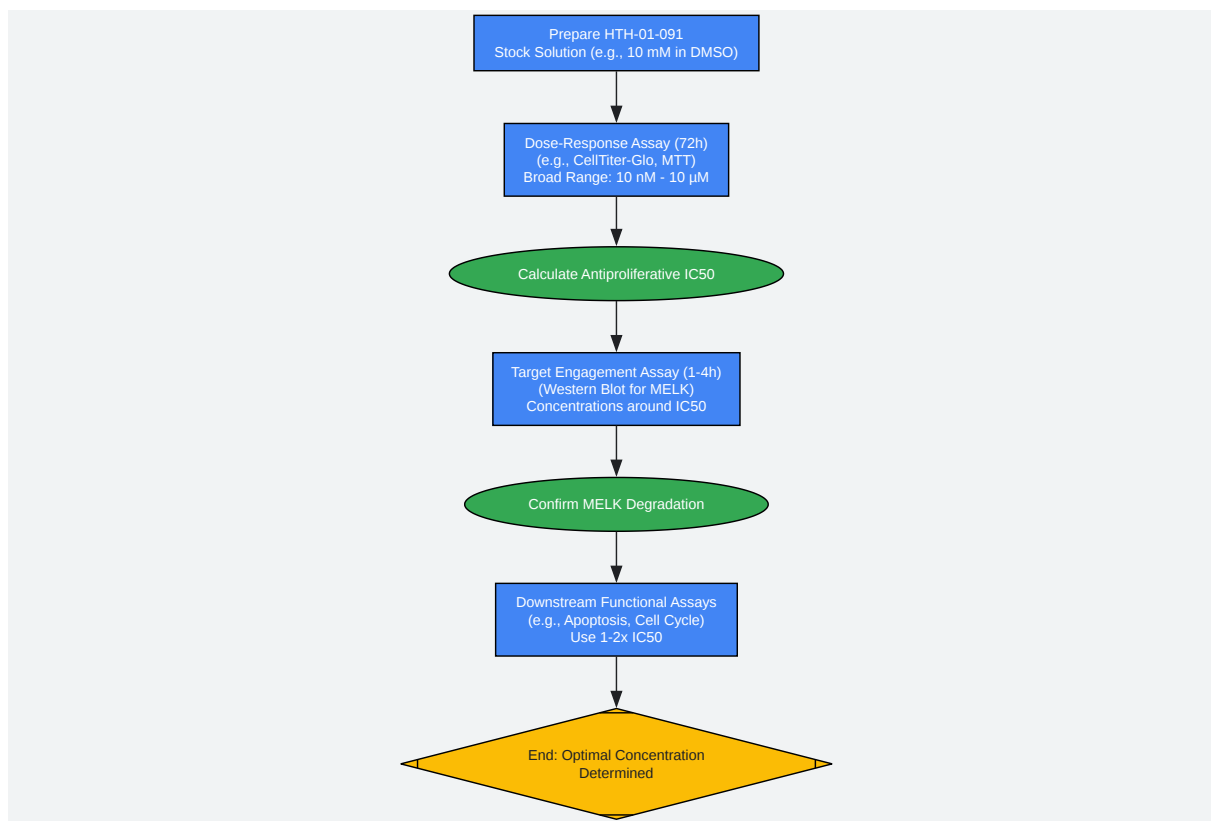 Prepare HTH-01-091
Stock Solution (e.g., 10 mM in DMSO)
Dose-Response Assay (72h)
(e.g., CellTiter-Glo, MTT)
Broad Range: 10 nM - 10 µM
Calculate Antiproliferative IC50
Target Engagement Assay (1-4h)
(Western Blot for MELK)
Concentrations around IC50
Confirm MELK Degradation
Downstream Functional Assays
(e.g., Apoptosis, Cell Cycle)
Use 1-2x IC50
End: Optimal Concentration
Determined